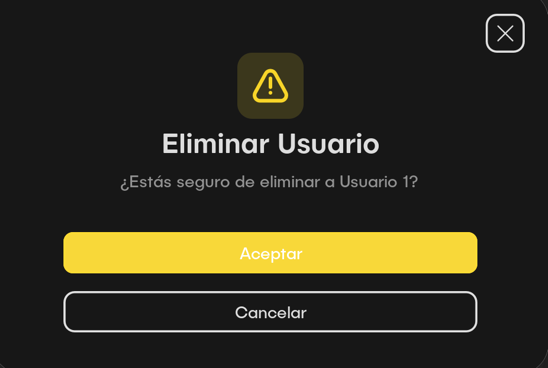 Eliminar Usuario
¿Estás seguro de eliminar a Usuario 1?
Aceptar
Cancelar